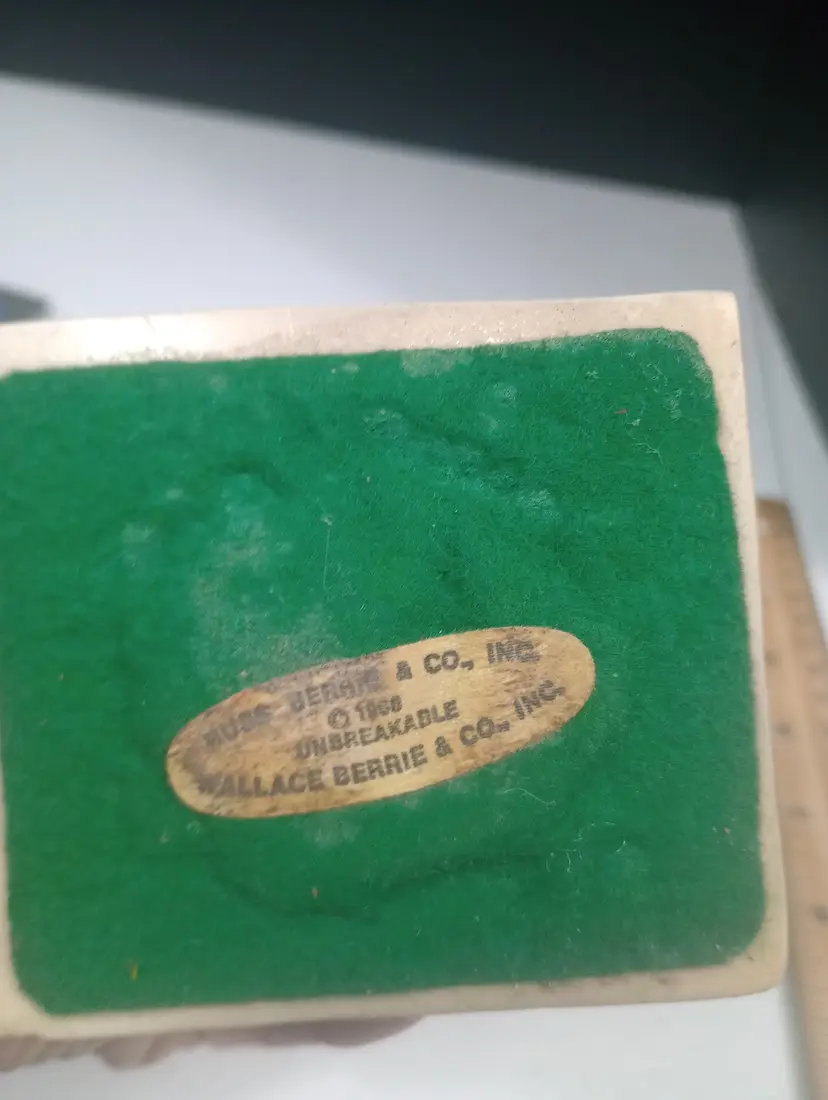 RUSS BERRIE & CO., INC.
© 1968
UNBREAKABLE
WALLACE BERRIE & CO., INC.